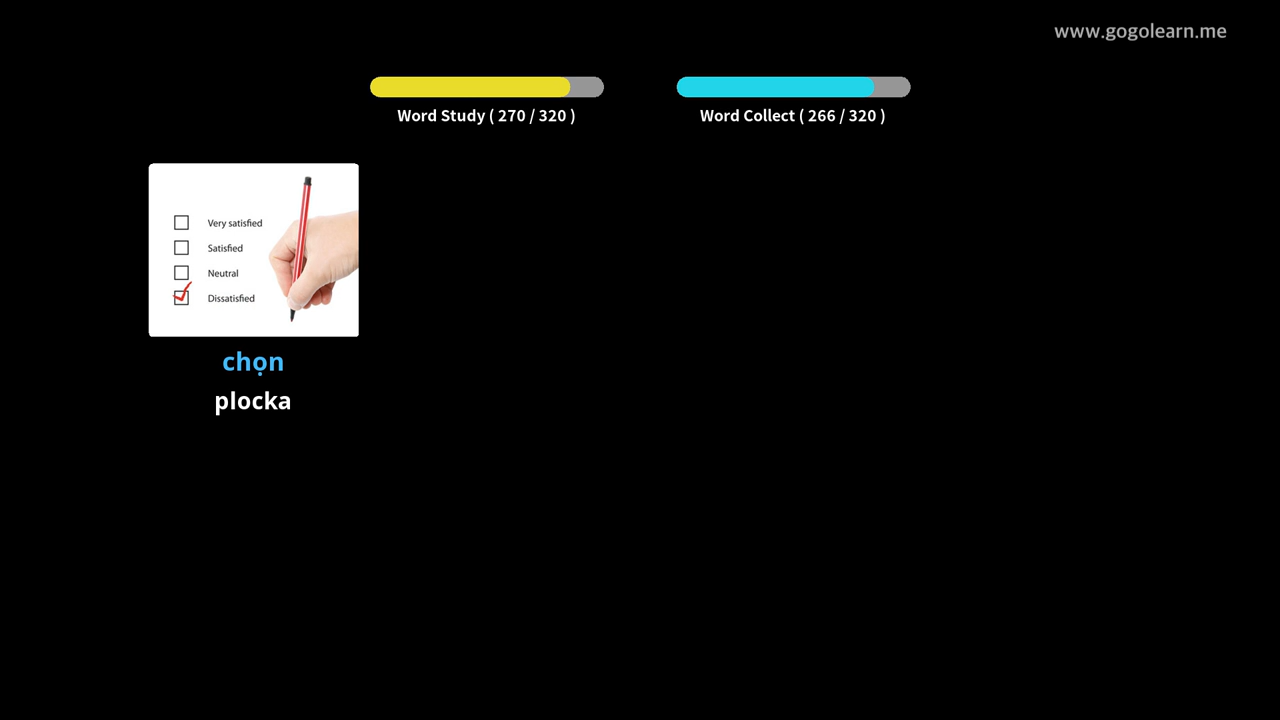 www.gogolearn.me
Word Study ( 270 / 320 )
Word Collect ( 266 / 320 )
Very satisfied
Satisfied
Neutral
Dissatisfied
chọn
plocka